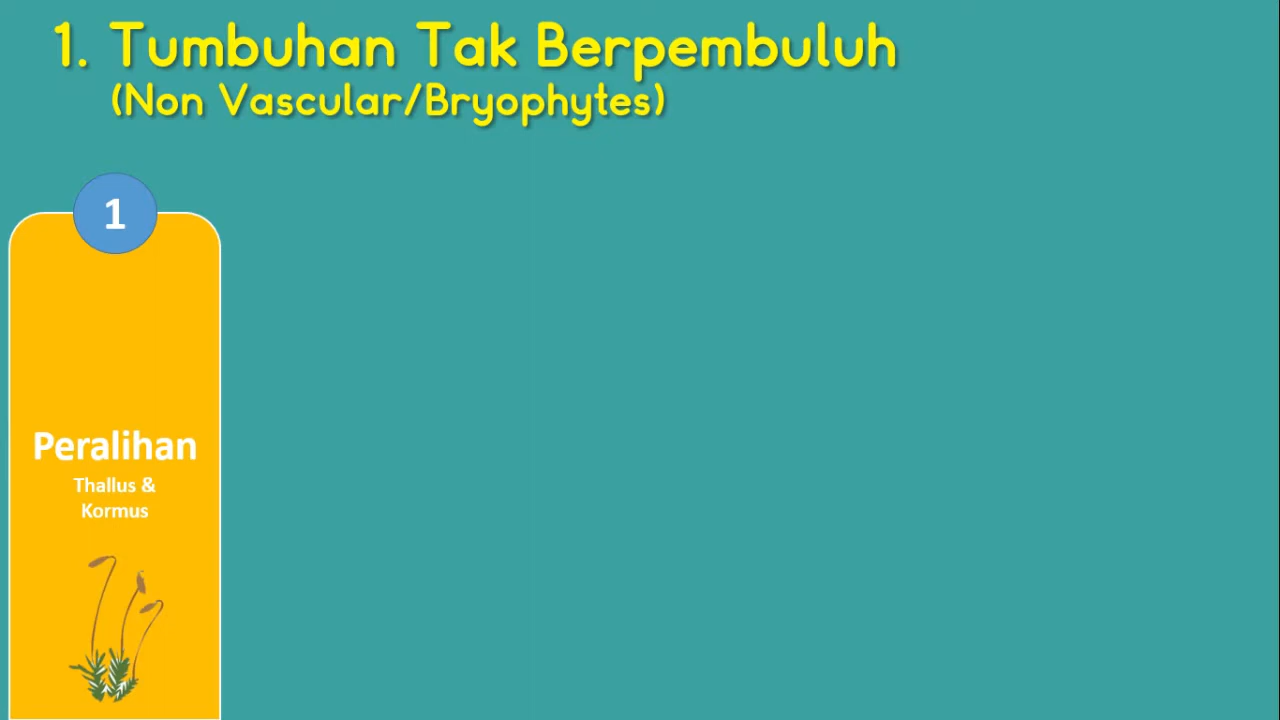 1. Tumbuhan Tak Berpembuluh
(Non Vascular/Bryophytes)
1
Peralihan
Thallus &
Kormus